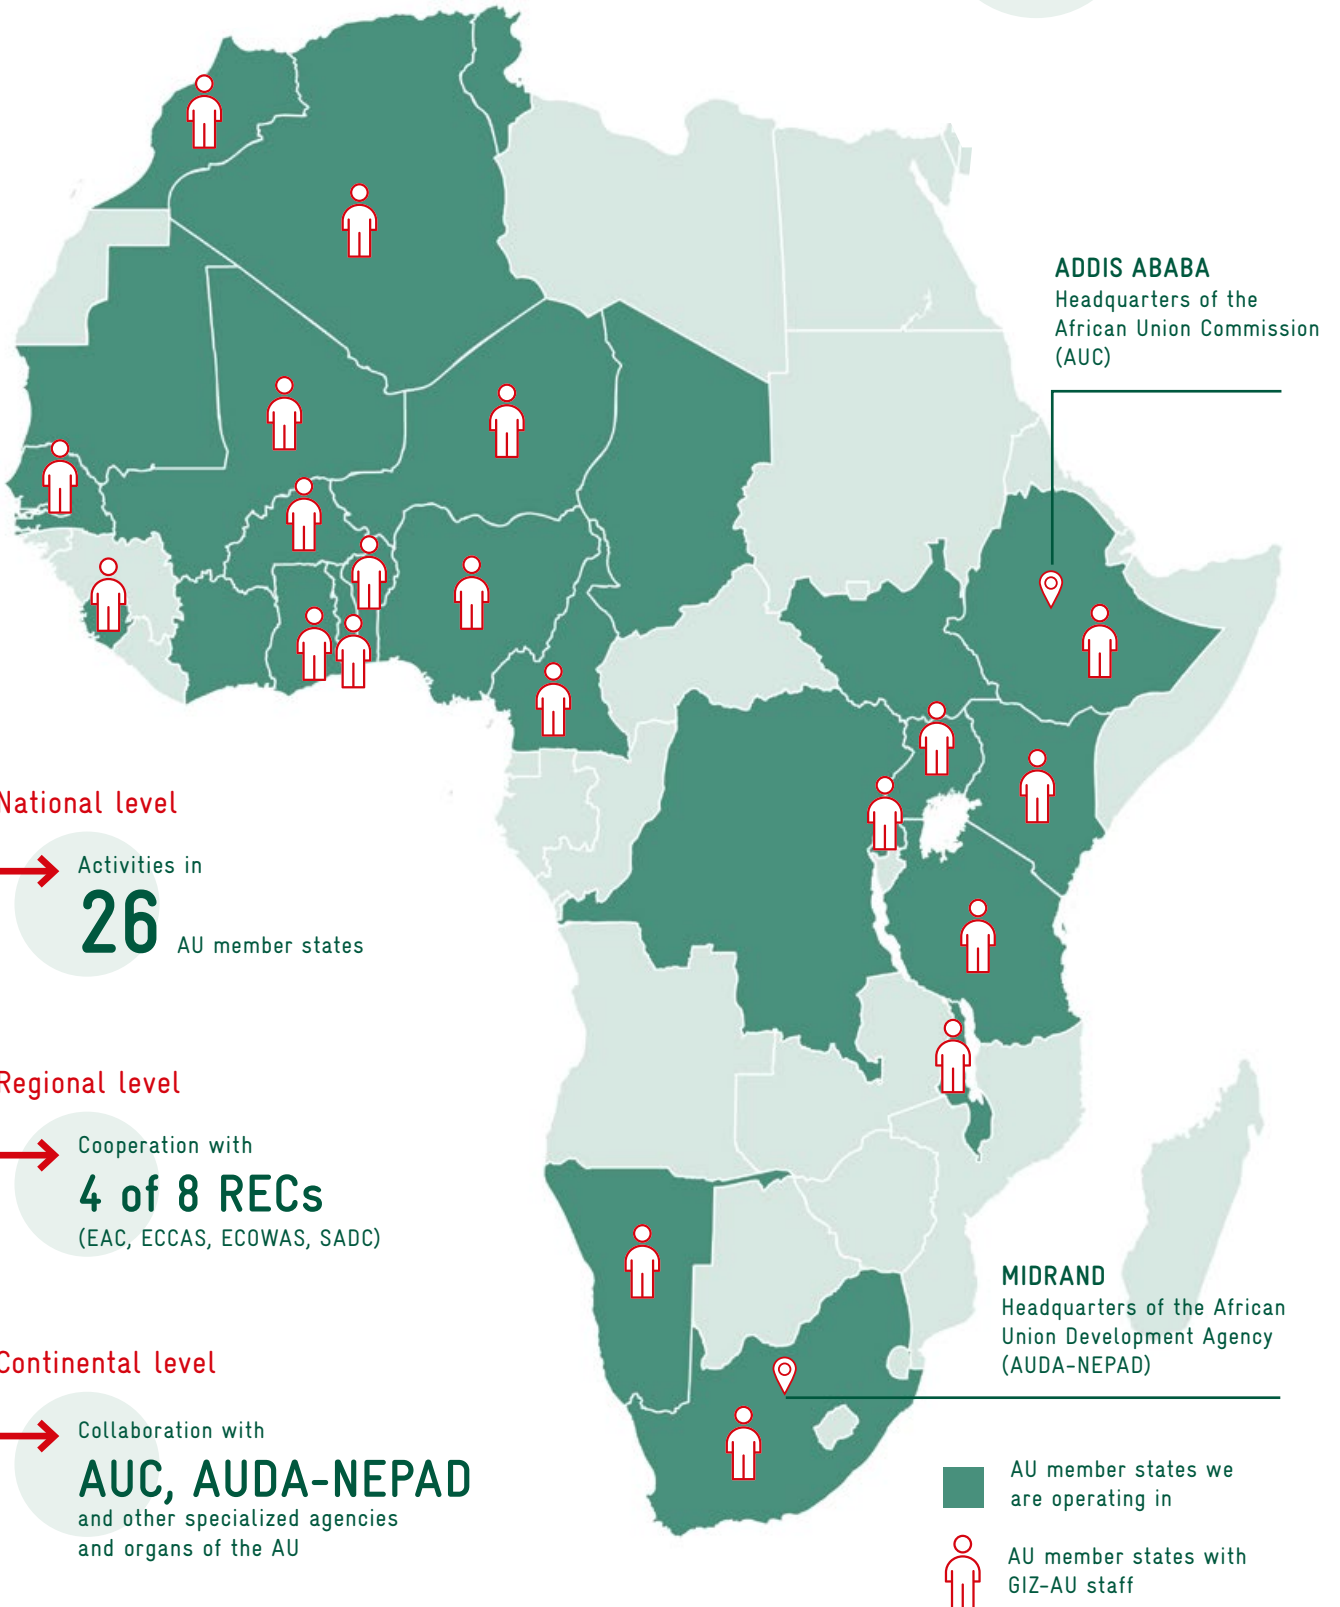 ADDIS ABABA
Headquarters of the
African Union Commission
(AUC)
National level
Activities in
26 AU member states
Regional level
Cooperation with
4 of 8 RECs
(EAC, ECCAS, ECOWAS, SADC)
Continental level
Collaboration with
AUC, AUDA-NEPAD
and other specialized agencies
and organs of the AU
MIDRAND
Headquarters of the African
Union Development Agency
(AUDA-NEPAD)
AU member states we
are operating in
AU member states with
GIZ-AU staff